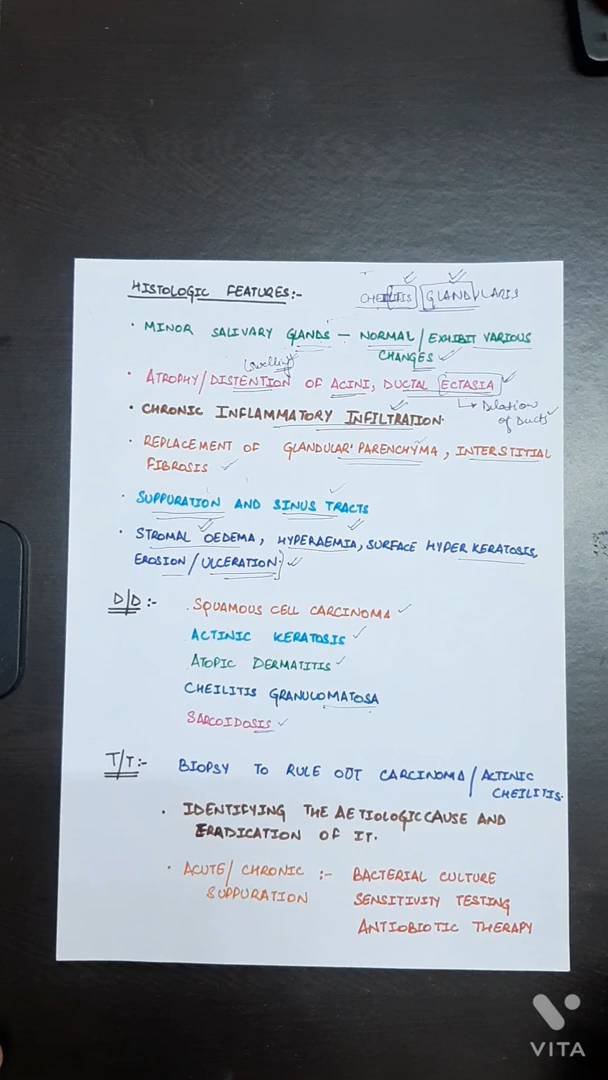 HISTOLOGIC FEATURES:-
CHEILITIS GLANDULARIS
• MINOR SALIVARY GLANDS – NORMAL / EXHIBIT VARIOUS
CHANGES
(swelling)
• ATROPHY/DISTENTION OF ACINI, DUCTAL ECTASIA
↳ Dilation
of Ducts
• CHRONIC INFLAMMATORY INFILTRATION.
• REPLACEMENT OF GLANDULAR PARENCHYMA, INTERSTITIAL
FIBROSIS
• SUPPURATION AND SINUS TRACTS
• STROMAL OEDEMA, HYPERAEMIA, SURFACE HYPER KERATOSIS,
EROSION / ULCERATION.
D/D :- SQUAMOUS CELL CARCINOMA
ACTINIC KERATOSIS
ATOPIC DERMATITIS
CHEILITIS GRANULOMATOSA
SARCOIDOSIS
T/T :- BIOPSY TO RULE OUT CARCINOMA / ACTINIC
CHEILITIS.
• IDENTIFYING THE AETIOLOGIC CAUSE AND
ERADICATION OF IT.
• ACUTE/ CHRONIC :- BACTERIAL CULTURE
SUPPURATION SENSITIVITY TESTING
ANTIOBIOTIC THERAPY
VITA